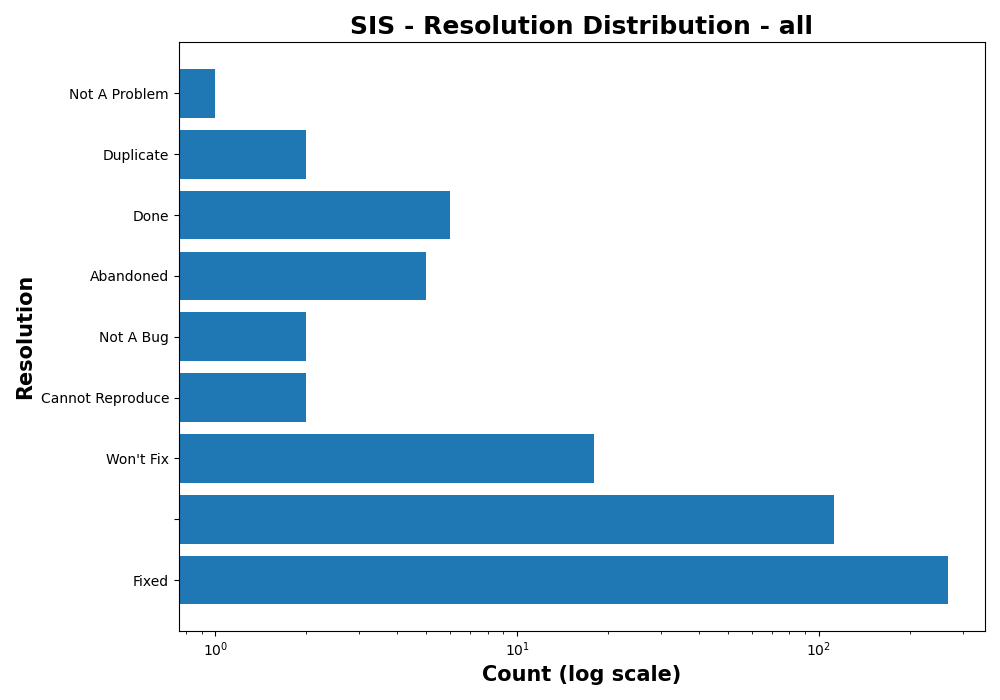 SIS - Resolution Distribution - all
Not A Problem
Duplicate
Done
Abandoned
Not A Bug
Cannot Reproduce
Won't Fix
Fixed
Resolution
10⁰
10¹
10²
Count (log scale)